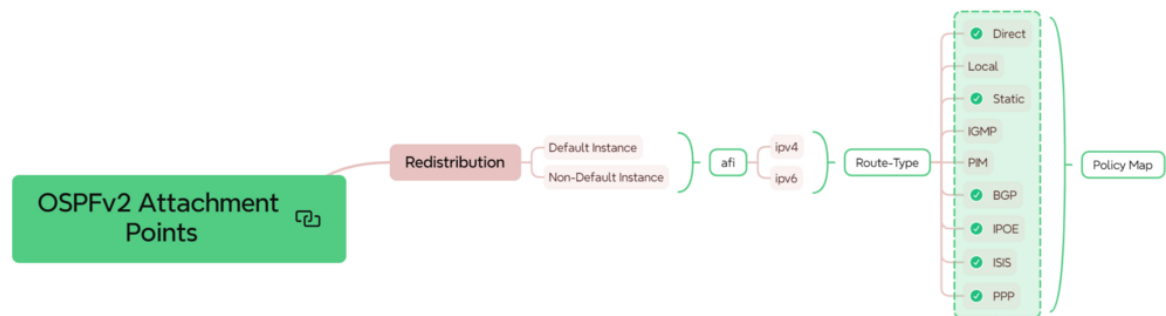 OSPFv2 Attachment
Points
Redistribution
Default Instance
Non-Default Instance
afi
ipv4
ipv6
Route-Type
Direct
Local
Static
IGMP
PIM
BGP
IPOE
ISIS
PPP
Policy Map